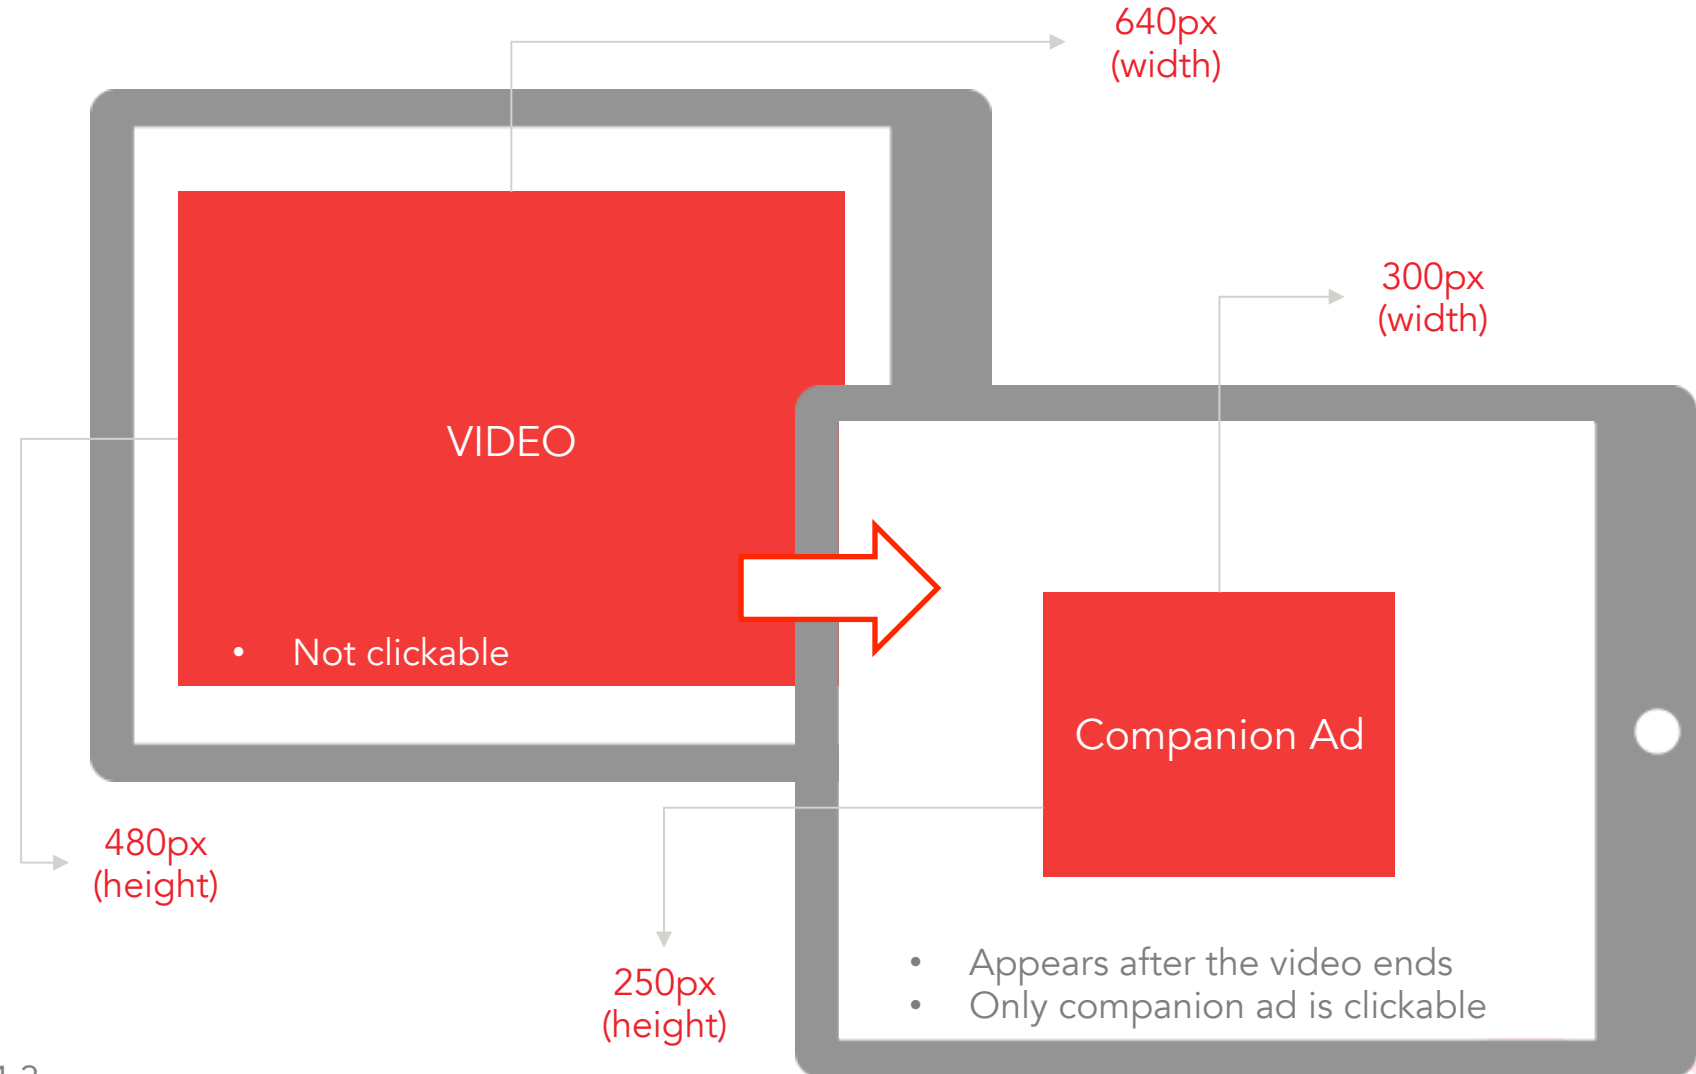 640px
(width)
300px
(width)
VIDEO
• Not clickable
Companion Ad
480px
(height)
• Appears after the video ends
• Only companion ad is clickable
250px
(height)